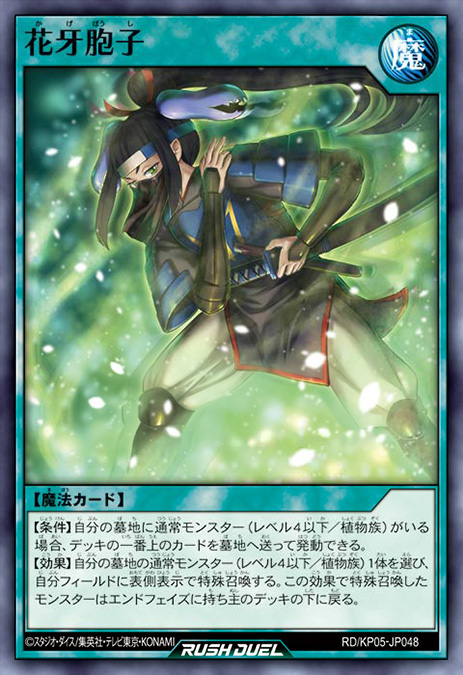 花牙胞子
かげぼうし
魔
ま
【魔法カード】
【条件】自分の墓地に通常モンスター(レベル4以下/植物族)がいる
場合、デッキの一番上のカードを墓地へ送って発動できる。
【効果】自分の墓地の通常モンスター(レベル4以下/植物族)1体を選び、
自分フィールドに表側表示で特殊召喚する。この効果で特殊召喚した
モンスターはエンドフェイズに持ち主のデッキの下に戻る。
©スタジオ・ダイス/集英社・テレビ東京・KONAMI
RUSH DUEL
RD/KP05-JP048